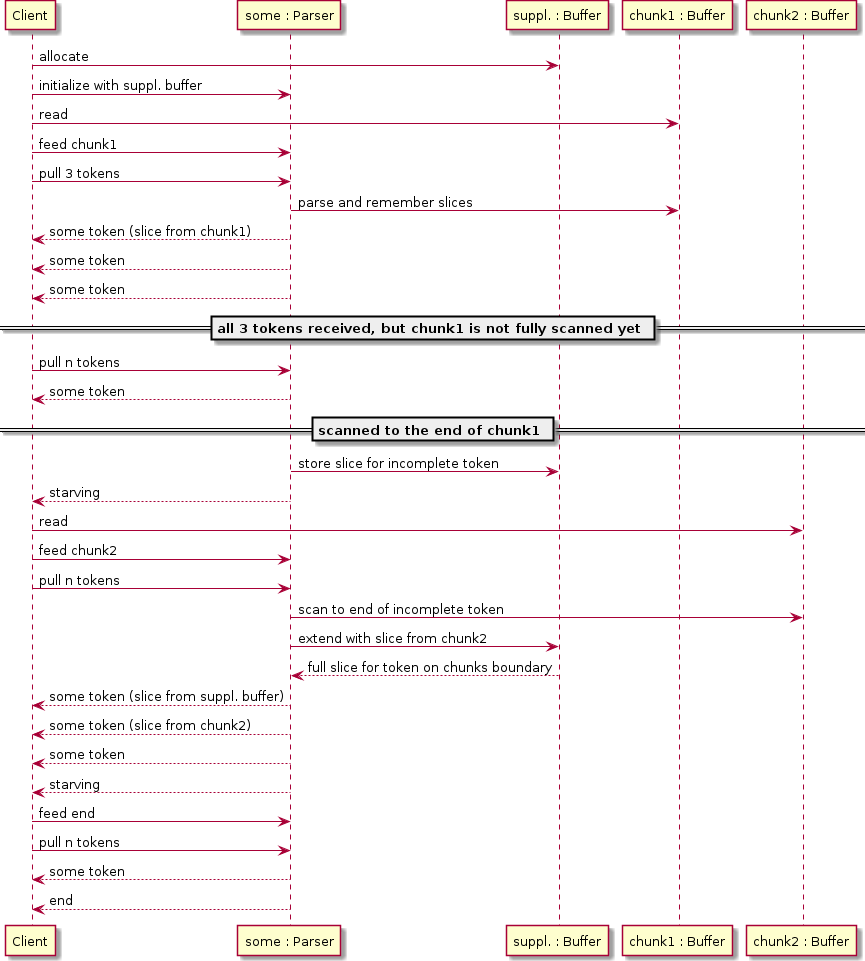 Client
some : Parser
suppl. : Buffer
chunk1 : Buffer
chunk2 : Buffer
allocate
initialize with suppl. buffer
read
feed chunk1
pull 3 tokens
parse and remember slices
some token (slice from chunk1)
some token
some token
all 3 tokens received, but chunk1 is not fully scanned yet
pull n tokens
some token
scanned to the end of chunk1
store slice for incomplete token
starving
read
feed chunk2
pull n tokens
scan to end of incomplete token
extend with slice from chunk2
full slice for token on chunks boundary
some token (slice from suppl. buffer)
some token (slice from chunk2)
some token
starving
feed end
pull n tokens
some token
end
Client
some : Parser
suppl. : Buffer
chunk1 : Buffer
chunk2 : Buffer